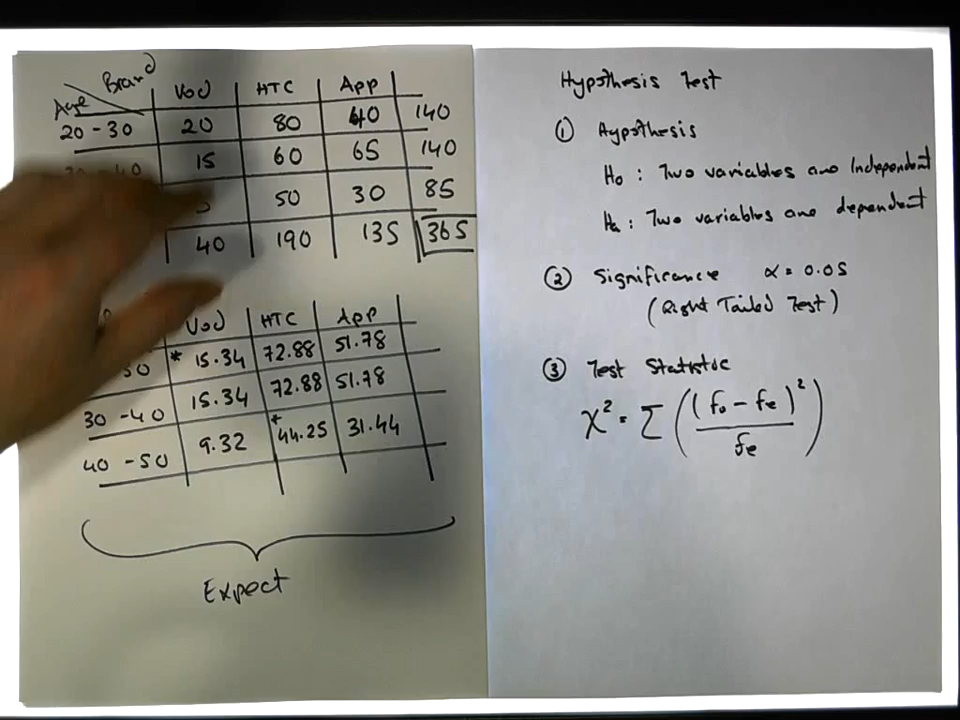 Brand Vod HTC App
Age
20 - 30 20 80 40 140
15 60 65 140
50 30 85
40 190 135 365
Vod HTC App
30 * 15.34 72.88 51.78
30 - 40 15.34 72.88 51.78
40 - 50 9.32 * 44.25 31.44
Expect
Hypothesis Test
① Aypothesis
H₀ : Two variables are Independent
Hₐ : Two variables are dependent
② Significance α = 0.05
(Right Tailed Test)
③ Test Statistic
χ² = Σ ( (f₀ - fₑ)² / fₑ )